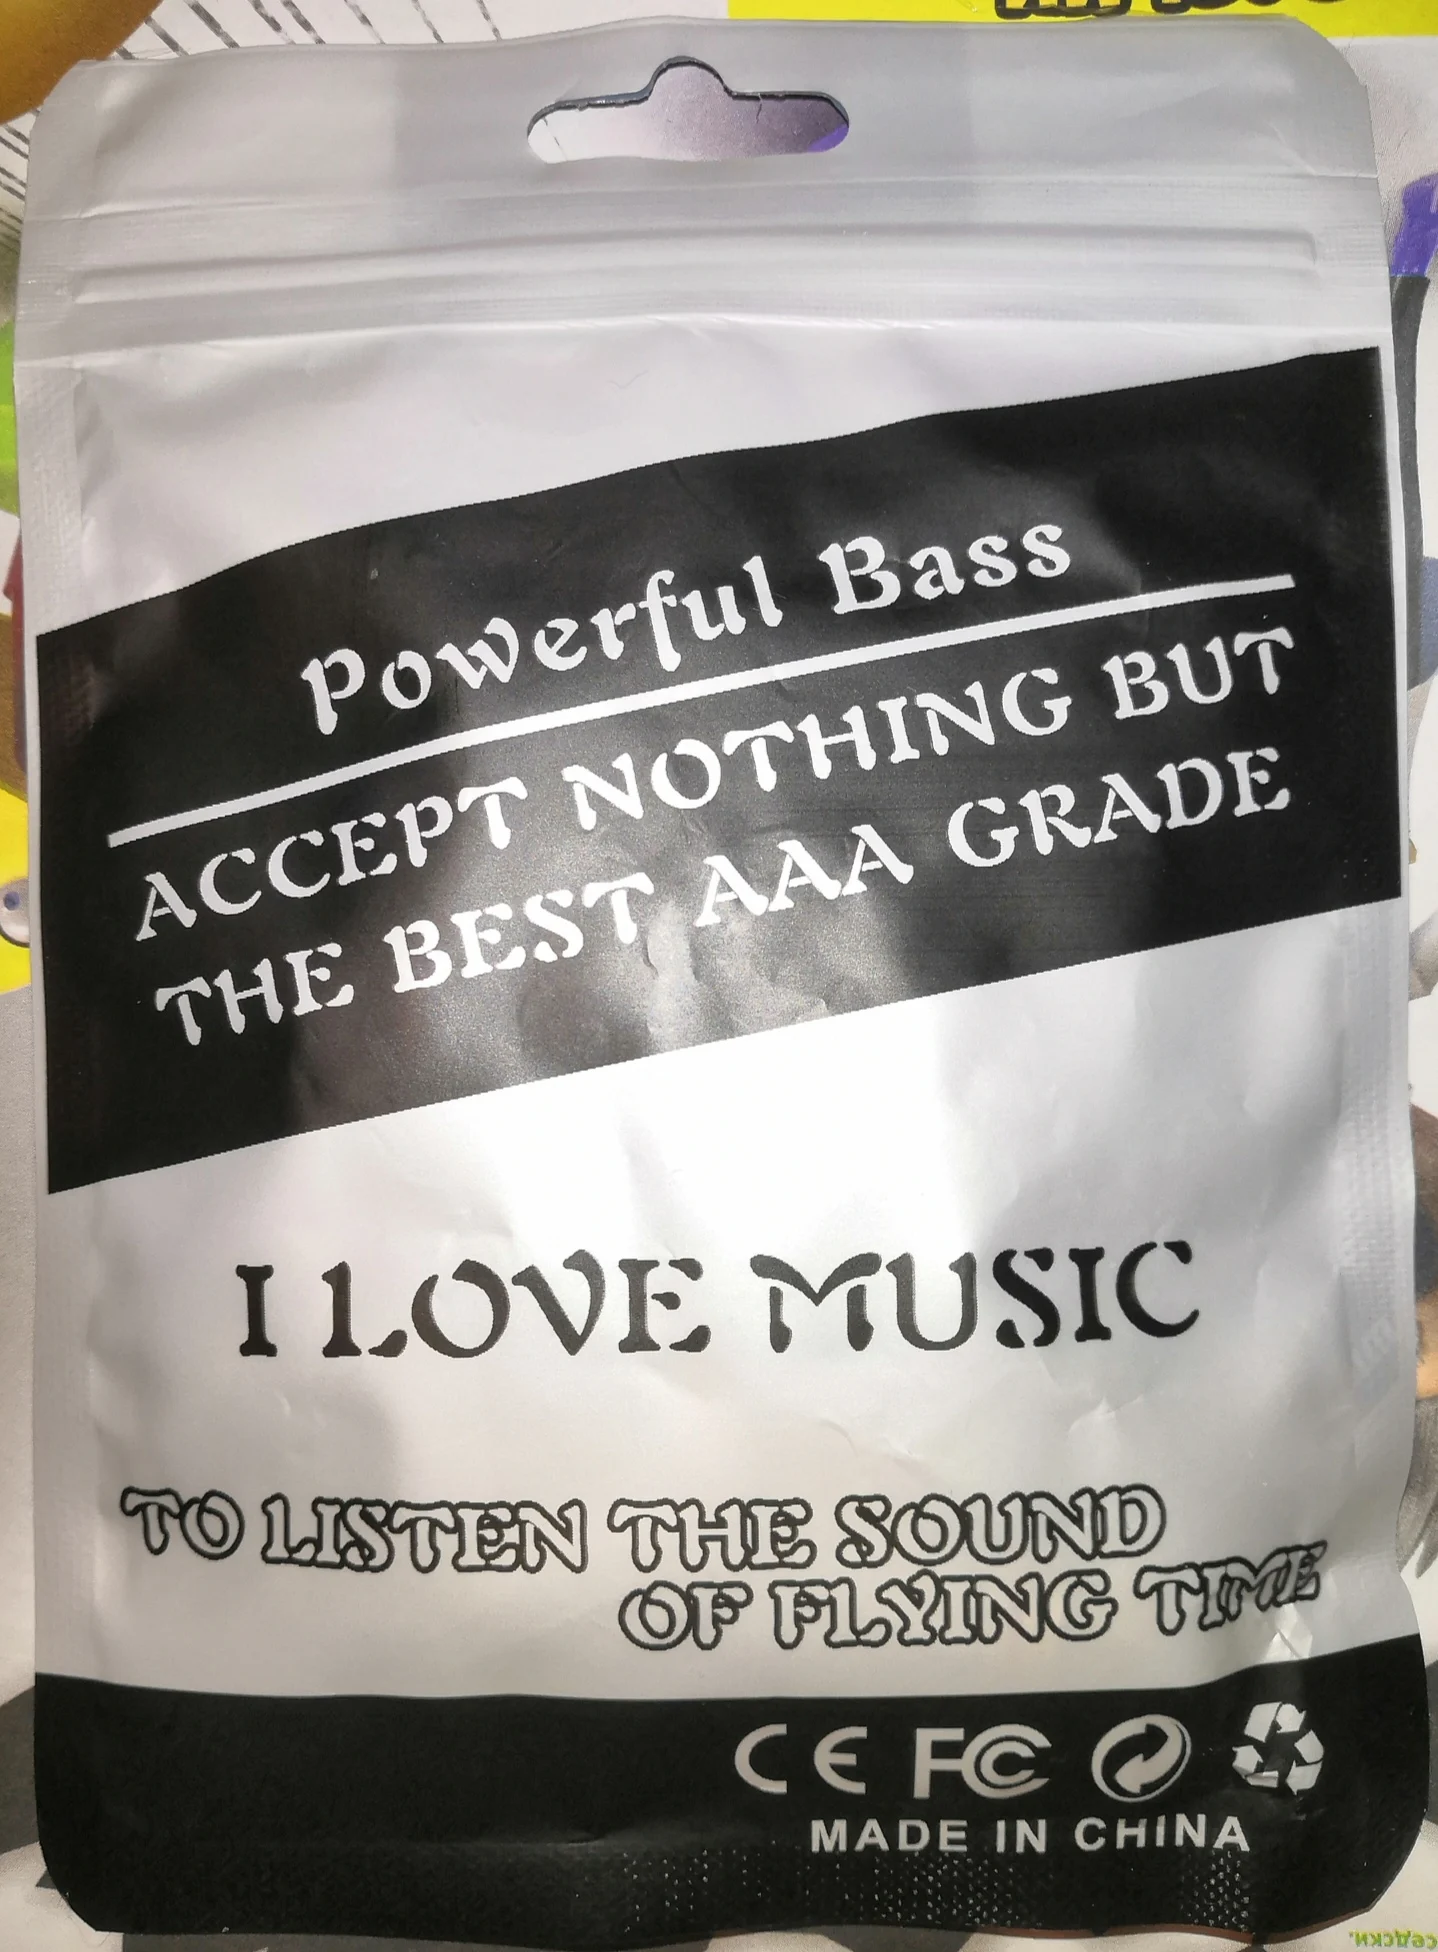 Powerful Bass
ACCEPT NOTHING BUT
THE BEST AAA GRADE
I LOVE MUSIC
TO LISTEN THE SOUND
OF FLYING TIME
CE FC
MADE IN CHINA